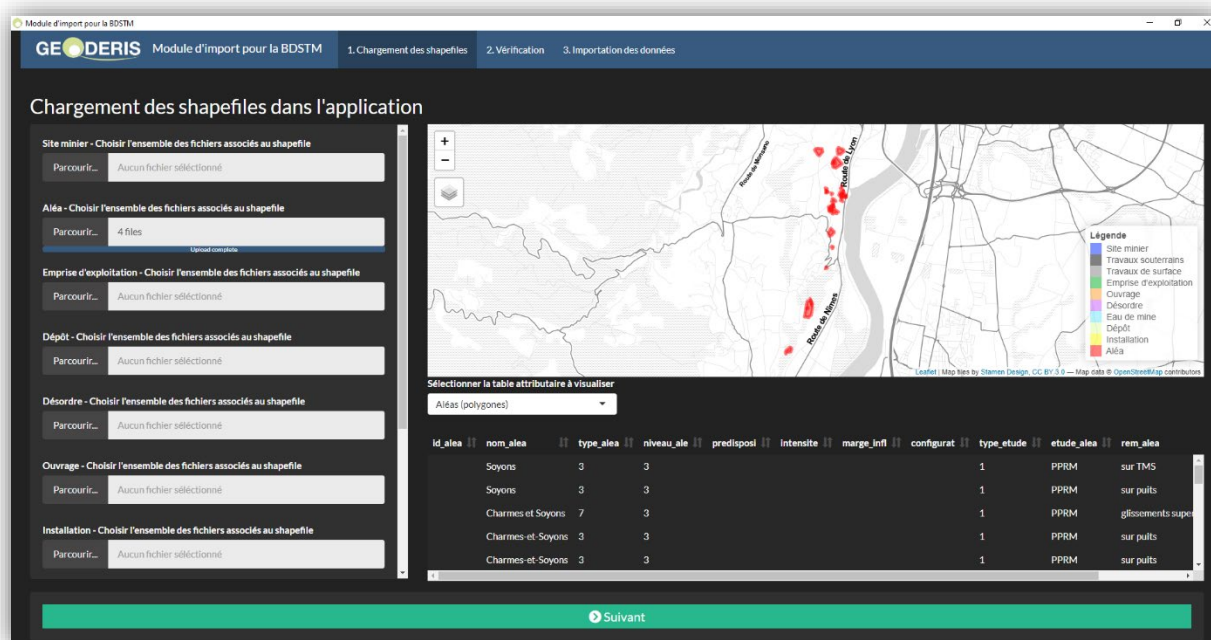 Module d'import pour la BDSTM
GEODERIS Module d'import pour la BDSTM 1. Chargement des shapefiles 2. Vérification 3. Importation des données
Chargement des shapefiles dans l'application
Site minier - Choisir l'ensemble des fichiers associés au shapefile
Parcourir... Aucun fichier séléctionné
Aléa - Choisir l'ensemble des fichiers associés au shapefile
Parcourir... 4 files
Upload complete
Emprise d'exploitation - Choisir l'ensemble des fichiers associés au shapefile
Parcourir... Aucun fichier séléctionné
Dépôt - Choisir l'ensemble des fichiers associés au shapefile
Parcourir... Aucun fichier séléctionné
Désordre - Choisir l'ensemble des fichiers associés au shapefile
Parcourir... Aucun fichier séléctionné
Ouvrage - Choisir l'ensemble des fichiers associés au shapefile
Parcourir... Aucun fichier séléctionné
Installation - Choisir l'ensemble des fichiers associés au shapefile
Parcourir... Aucun fichier séléctionné
+
−
Route de Lyon
Route de Nîmes
Légende
Site minier
Travaux souterrains
Travaux de surface
Emprise d'exploitation
Ouvrage
Désordre
Eau de mine
Dépôt
Installation
Aléa
Leaflet | Map tiles by Stamen Design, CC BY 3.0 — Map data © OpenStreetMap contributors
Sélectionner la table attributaire à visualiser
Aléas (polygones)
id_alea nom_alea type_alea niveau_ale predisposi intensite marge_infl configurat type_etude etude_alea rem_alea
Soyons 3 3 1 PPRM sur TMS
Soyons 3 3 1 PPRM sur puits
Charmes et Soyons 7 3 1 PPRM glissements super
Charmes-et-Soyons 3 3 1 PPRM sur puits
Charmes-et-Soyons 3 3 1 PPRM sur puits
Suivant